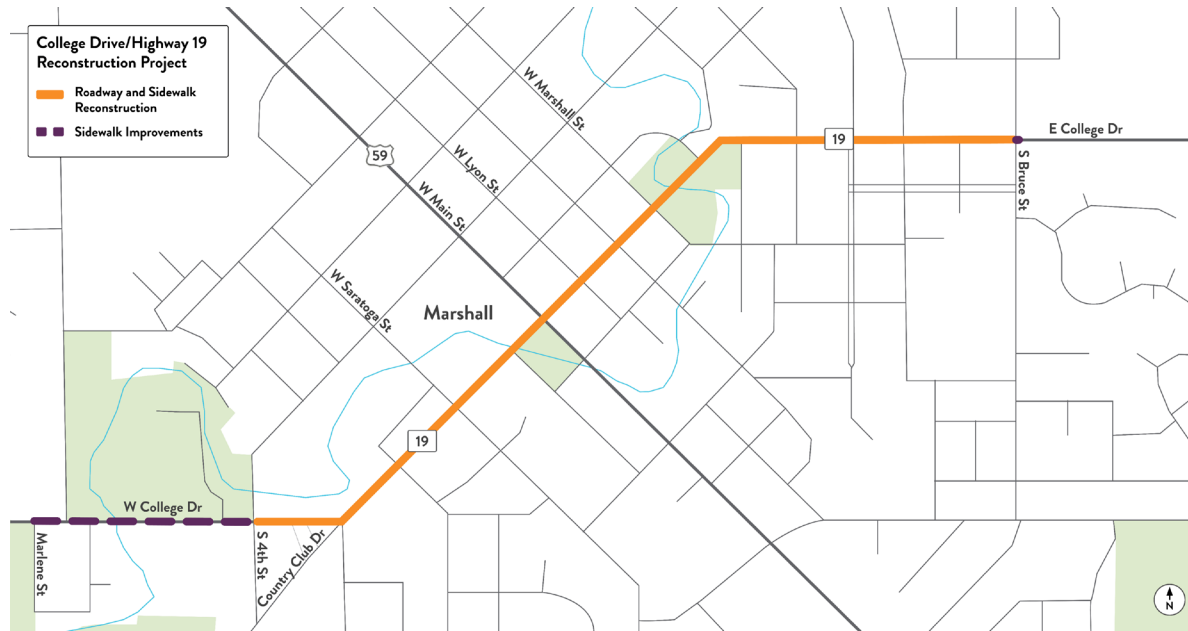 College Drive/Highway 19
Reconstruction Project
Roadway and Sidewalk
Reconstruction
Sidewalk Improvements
W Marshall St
E College Dr
19
59
W Lyon St
S Bruce St
W Main St
W Saratoga St
Marshall
19
W College Dr
S 4th St
Country Club Dr
Marlene St
N